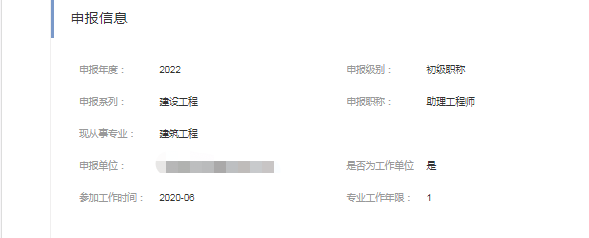 申报信息
申报年度： 2022 申报级别： 初级职称
申报系列： 建设工程 申报职称： 助理工程师
现从事专业： 建筑工程
申报单位： 是否为工作单位 是
参加工作时间： 2020-06 专业工作年限： 1